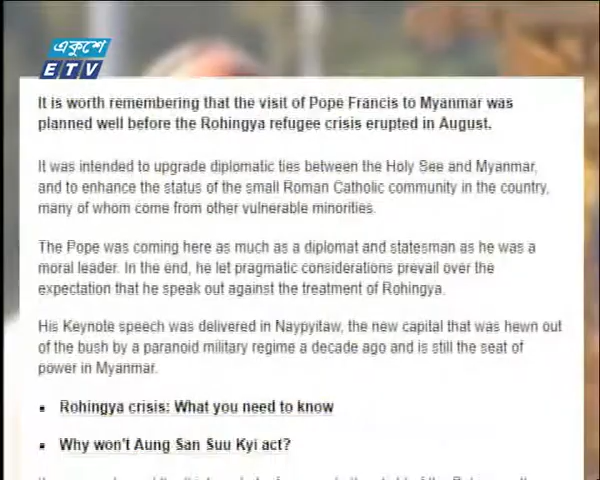 একুশে
ETV
It is worth remembering that the visit of Pope Francis to Myanmar was
planned well before the Rohingya refugee crisis erupted in August.
It was intended to upgrade diplomatic ties between the Holy See and Myanmar,
and to enhance the status of the small Roman Catholic community in the country,
many of whom come from other vulnerable minorities.
The Pope was coming here as much as a diplomat and statesman as he was a
moral leader. In the end, he let pragmatic considerations prevail over the
expectation that he speak out against the treatment of Rohingya.
His Keynote speech was delivered in Naypyitaw, the new capital that was hewn out
of the bush by a paranoid military regime a decade ago and is still the seat of
power in Myanmar.
Rohingya crisis: What you need to know
Why won't Aung San Suu Kyi act?